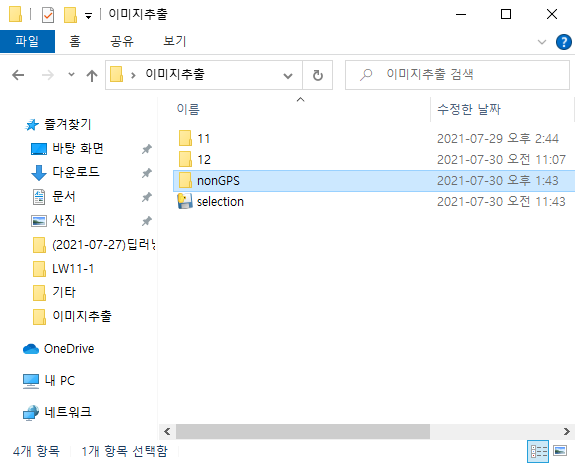 이미지추출
파일 홈 공유 보기
이미지추출 이미지추출 검색
이름 수정한 날짜
즐겨찾기
바탕 화면
다운로드
문서
사진
(2021-07-27)딥러닝
LW11-1
기타
이미지추출
OneDrive
내 PC
네트워크
11 2021-07-29 오후 2:44
12 2021-07-30 오전 11:07
nonGPS 2021-07-30 오후 1:43
selection 2021-07-30 오전 11:43
4개 항목 1개 항목 선택함